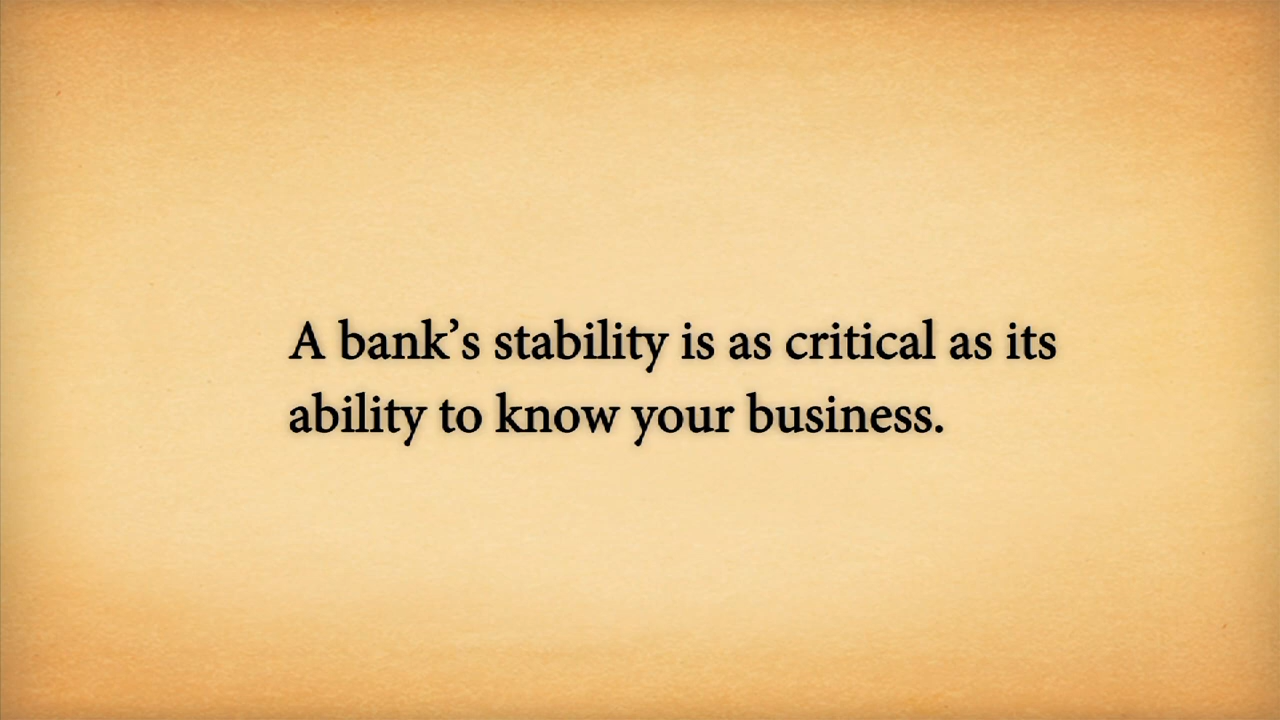 A bank’s stability is as critical as its
ability to know your business.